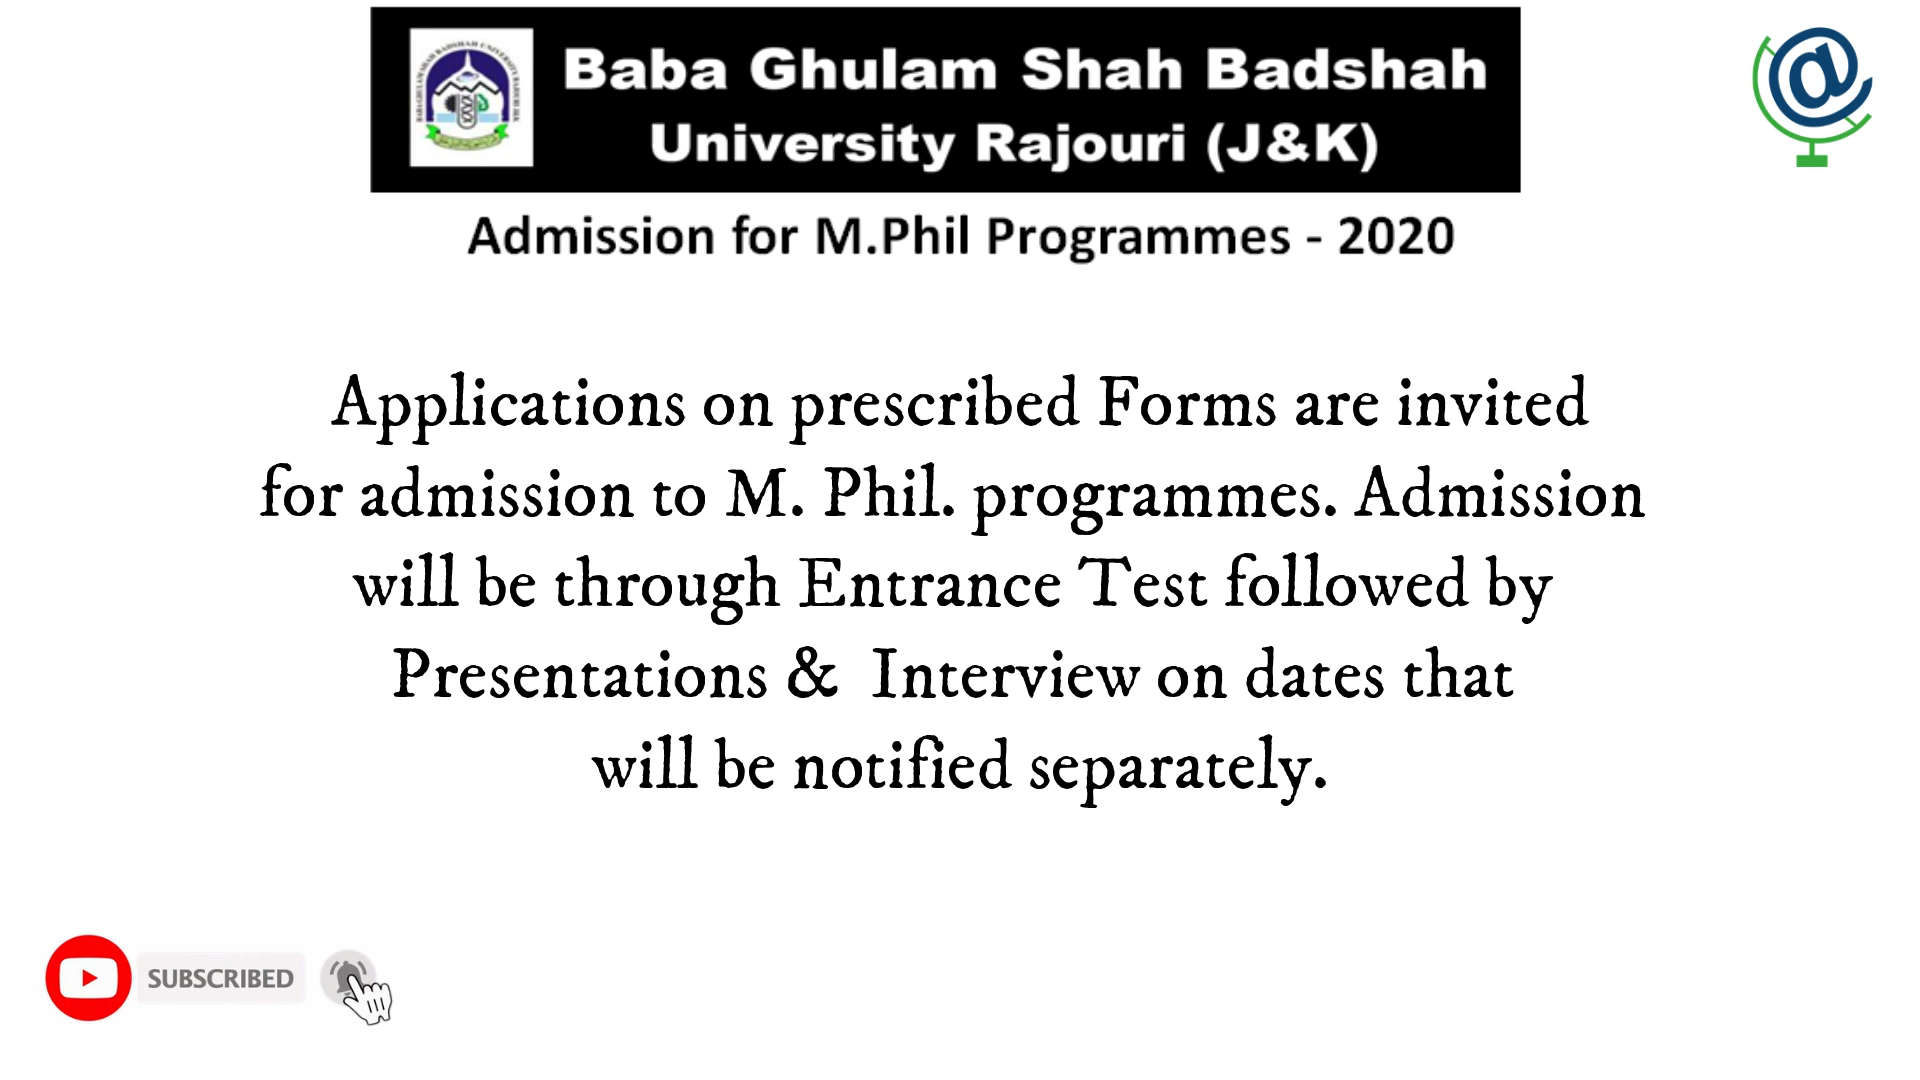 Baba Ghulam Shah Badshah
University Rajouri (J&K)
Admission for M.Phil Programmes - 2020
Applications on prescribed Forms are invited
for admission to M. Phil. programmes. Admission
will be through Entrance Test followed by
Presentations & Interview on dates that
will be notified separately.
SUBSCRIBED